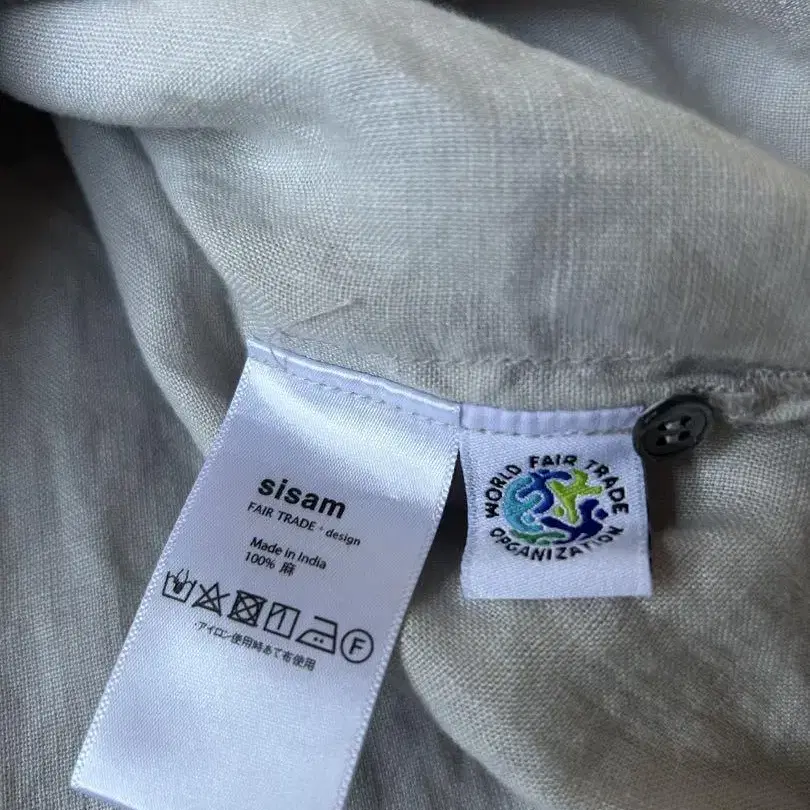 sisam
FAIR TRADE + design
Made in India
100% 麻
F
・アイロン使用時あて布使用
WORLD FAIR TRADE
ORGANIZATION